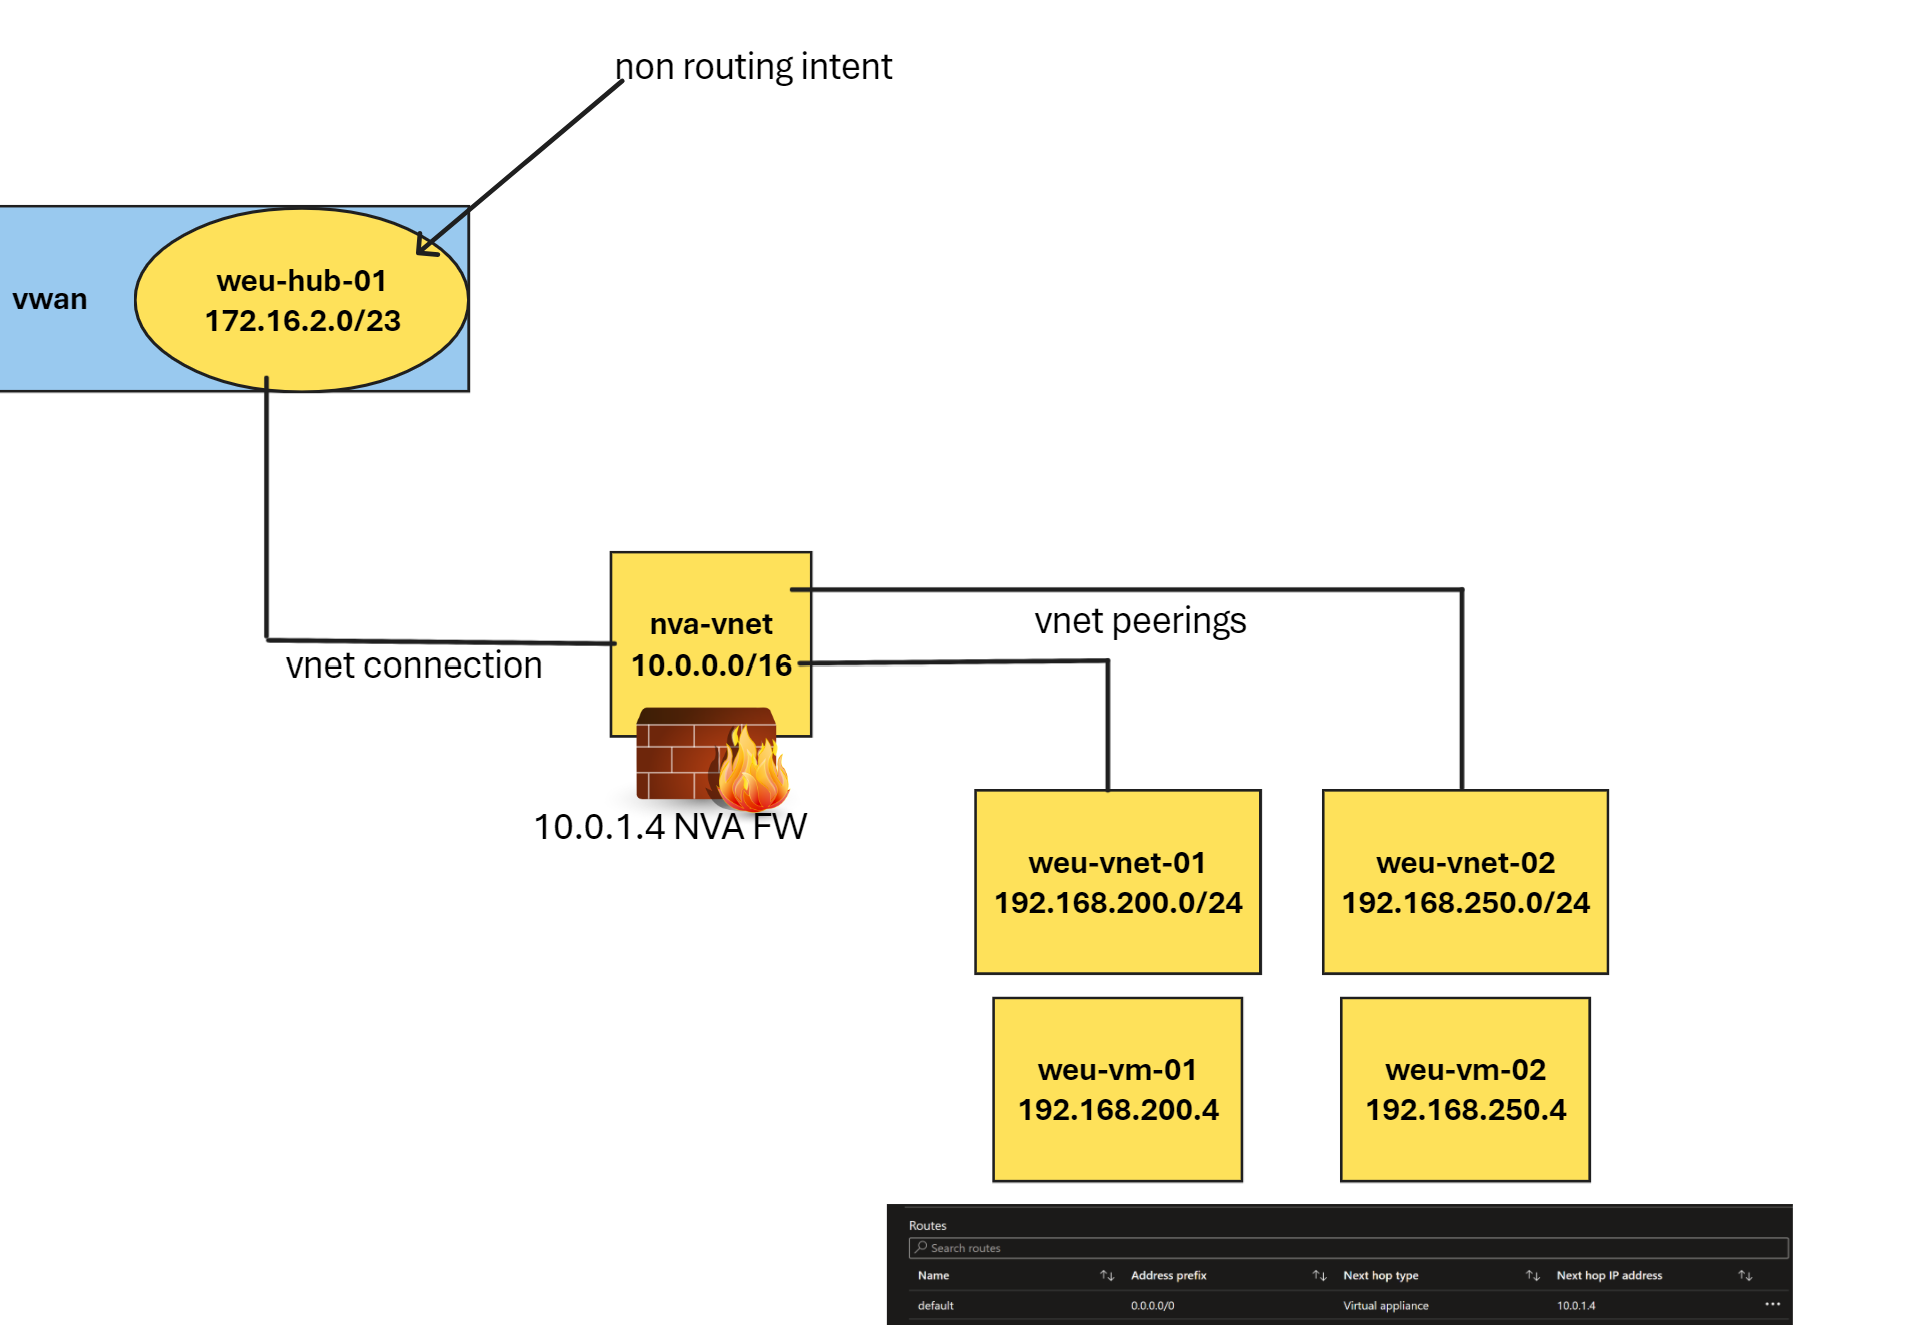 non routing intent
vwan
weu-hub-01
172.16.2.0/23
nva-vnet
10.0.0.0/16
vnet peerings
vnet connection
10.0.1.4 NVA FW
weu-vnet-01
192.168.200.0/24
weu-vnet-02
192.168.250.0/24
weu-vm-01
192.168.200.4
weu-vm-02
192.168.250.4
Routes
Search routes
Name Address prefix Next hop type Next hop IP address
default 0.0.0.0/0 Virtual appliance 10.0.1.4